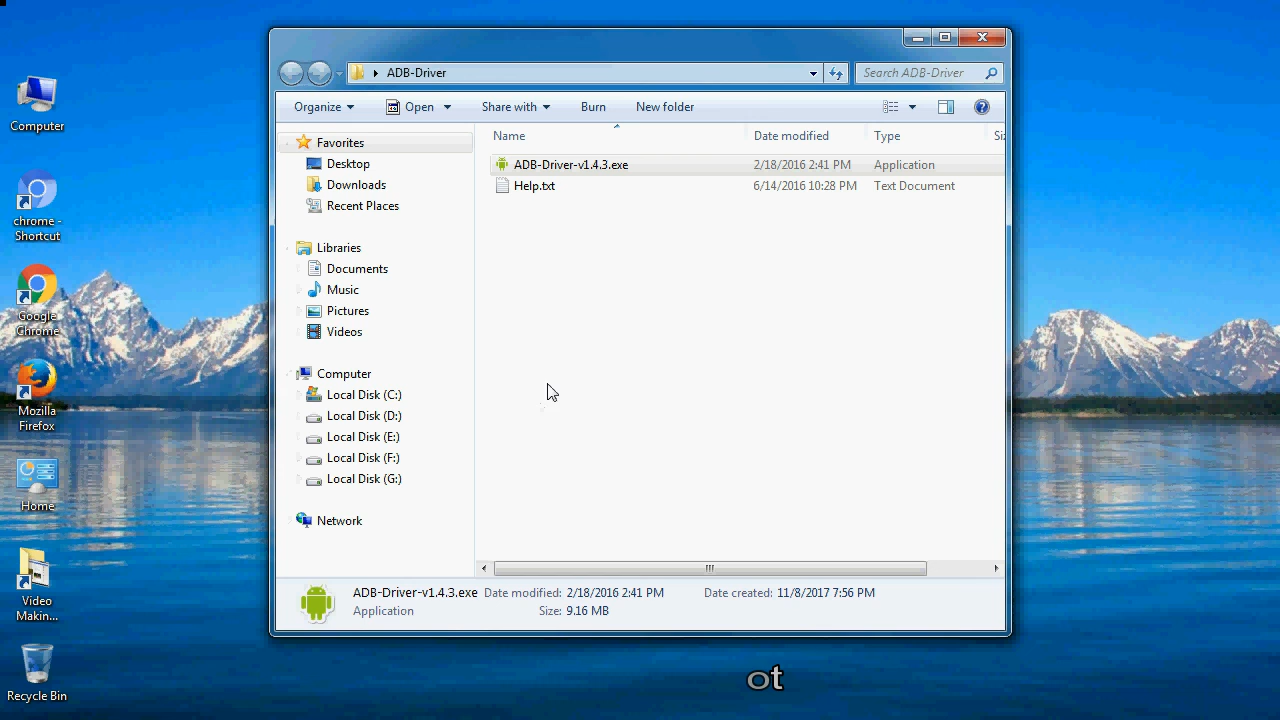 Computer
chrome -
Shortcut
Google
Chrome
Mozilla
Firefox
Home
Video
Makin...
Recycle Bin
ADB-Driver
Search ADB-Driver
Organize
Open
Share with
Burn
New folder
Favorites
Desktop
Downloads
Recent Places
Libraries
Documents
Music
Pictures
Videos
Computer
Local Disk (C:)
Local Disk (D:)
Local Disk (E:)
Local Disk (F:)
Local Disk (G:)
Network
Name Date modified Type Si
ADB-Driver-v1.4.3.exe 2/18/2016 2:41 PM Application
Help.txt 6/14/2016 10:28 PM Text Document
ADB-Driver-v1.4.3.exe Date modified: 2/18/2016 2:41 PM Date created: 11/8/2017 7:56 PM
Application Size: 9.16 MB
ot